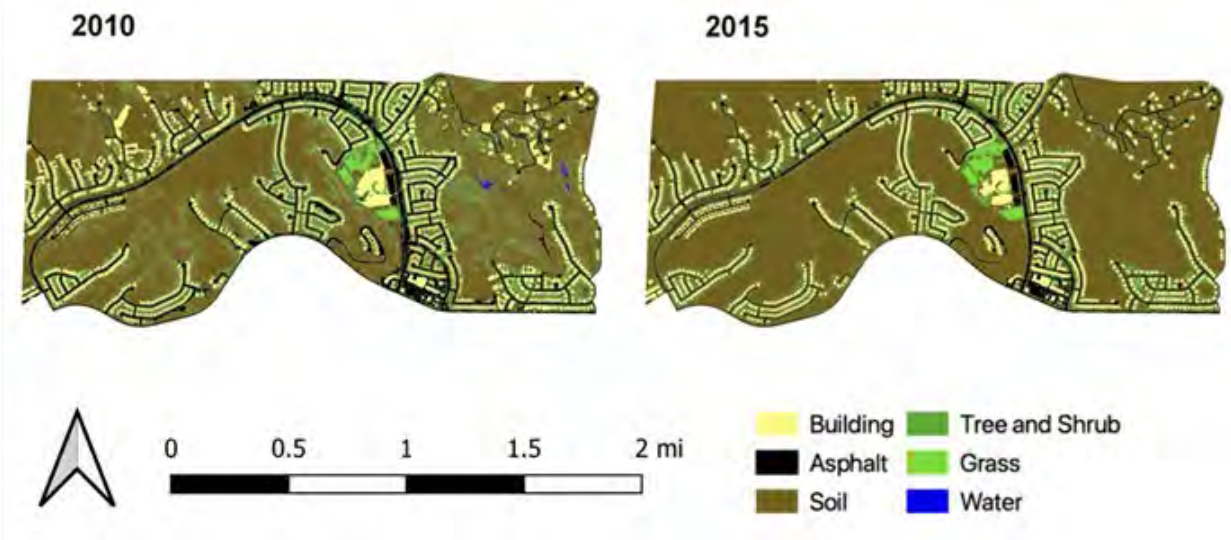 2010
2015
0 0.5 1 1.5 2 mi
Building
Tree and Shrub
Asphalt
Grass
Soil
Water